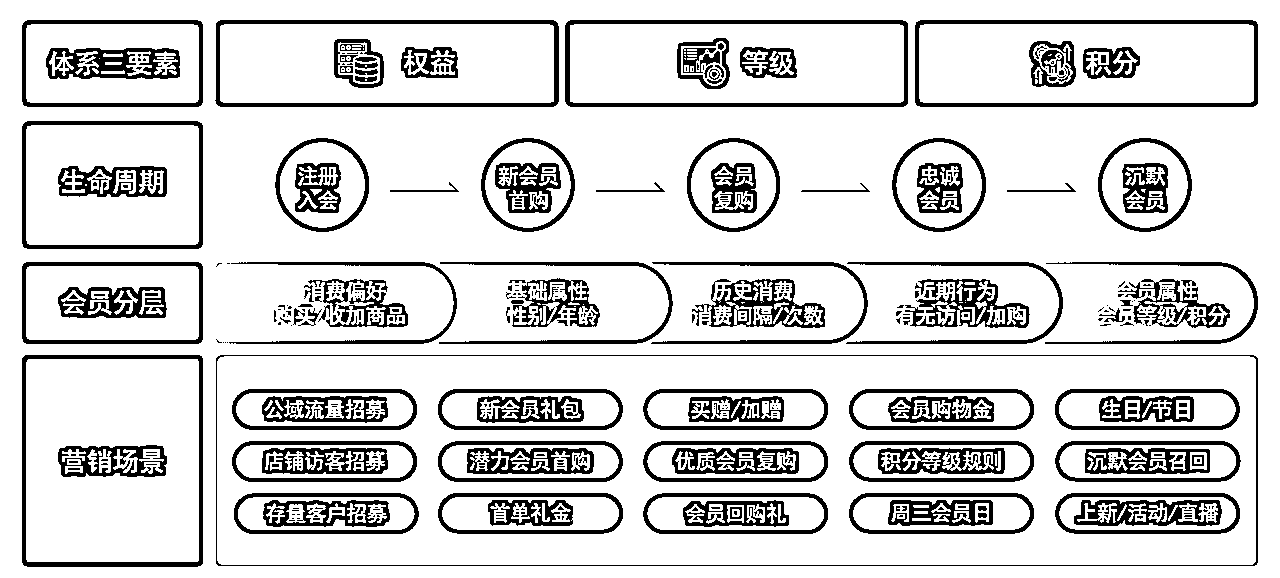 体系三要素
权益
等级
积分
生命周期
注册
入会
新会员
首购
会员
复购
忠诚
会员
沉默
会员
会员分层
消费偏好
购买/收加商品
基础属性
性别/年龄
历史消费
消费间隔/次数
近期行为
有无访问/加购
会员属性
会员等级/积分
营销场景
公域流量招募
新会员礼包
买赠/加赠
会员购物金
生日/节日
店铺访客招募
潜力会员首购
优质会员复购
积分等级规则
沉默会员召回
存量客户招募
首单礼金
会员回购礼
周三会员日
上新/活动/直播